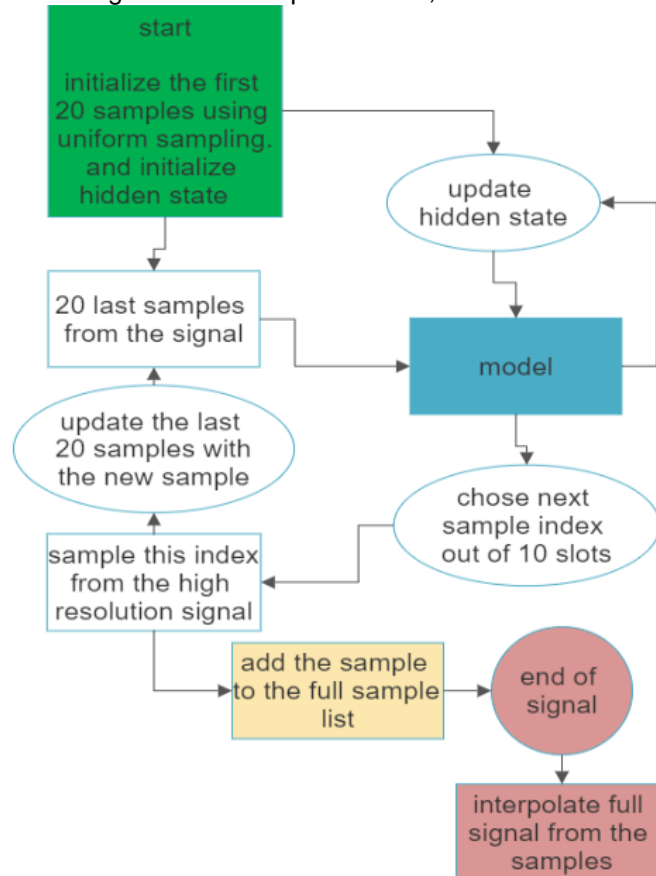 start
initialize the first
20 samples using
uniform sampling.
and initialize
hidden state
update
hidden state
20 last samples
from the signal
model
update the last
20 samples with
the new sample
chose next
sample index
out of 10 slots
sample this index
from the high
resolution signal
add the sample
to the full sample
list
end of
signal
interpolate full
signal from the
samples